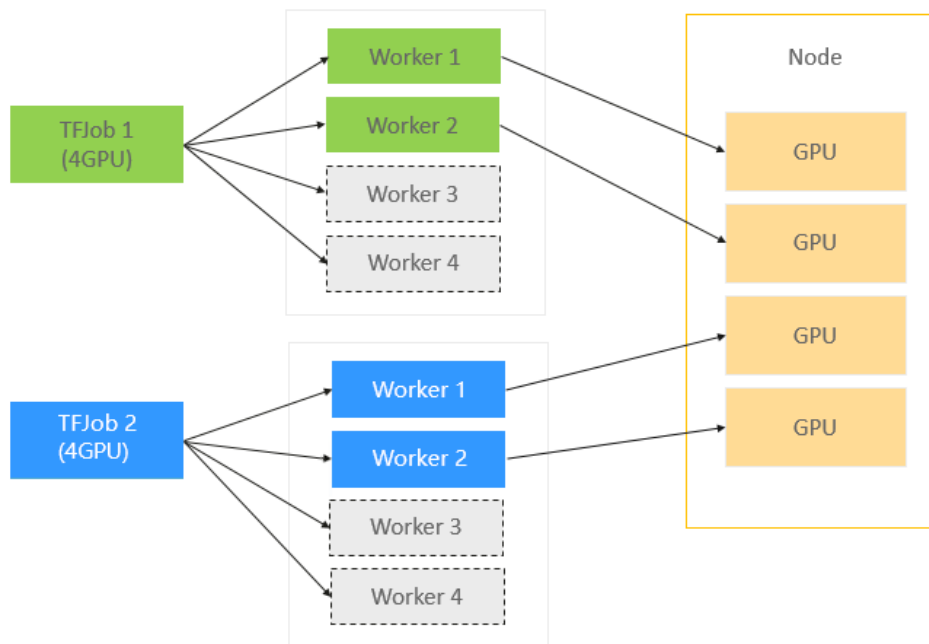 TFJob 1
(4GPU)
Worker 1
Worker 2
Worker 3
Worker 4
Node
GPU
GPU
GPU
GPU
TFJob 2
(4GPU)
Worker 1
Worker 2
Worker 3
Worker 4